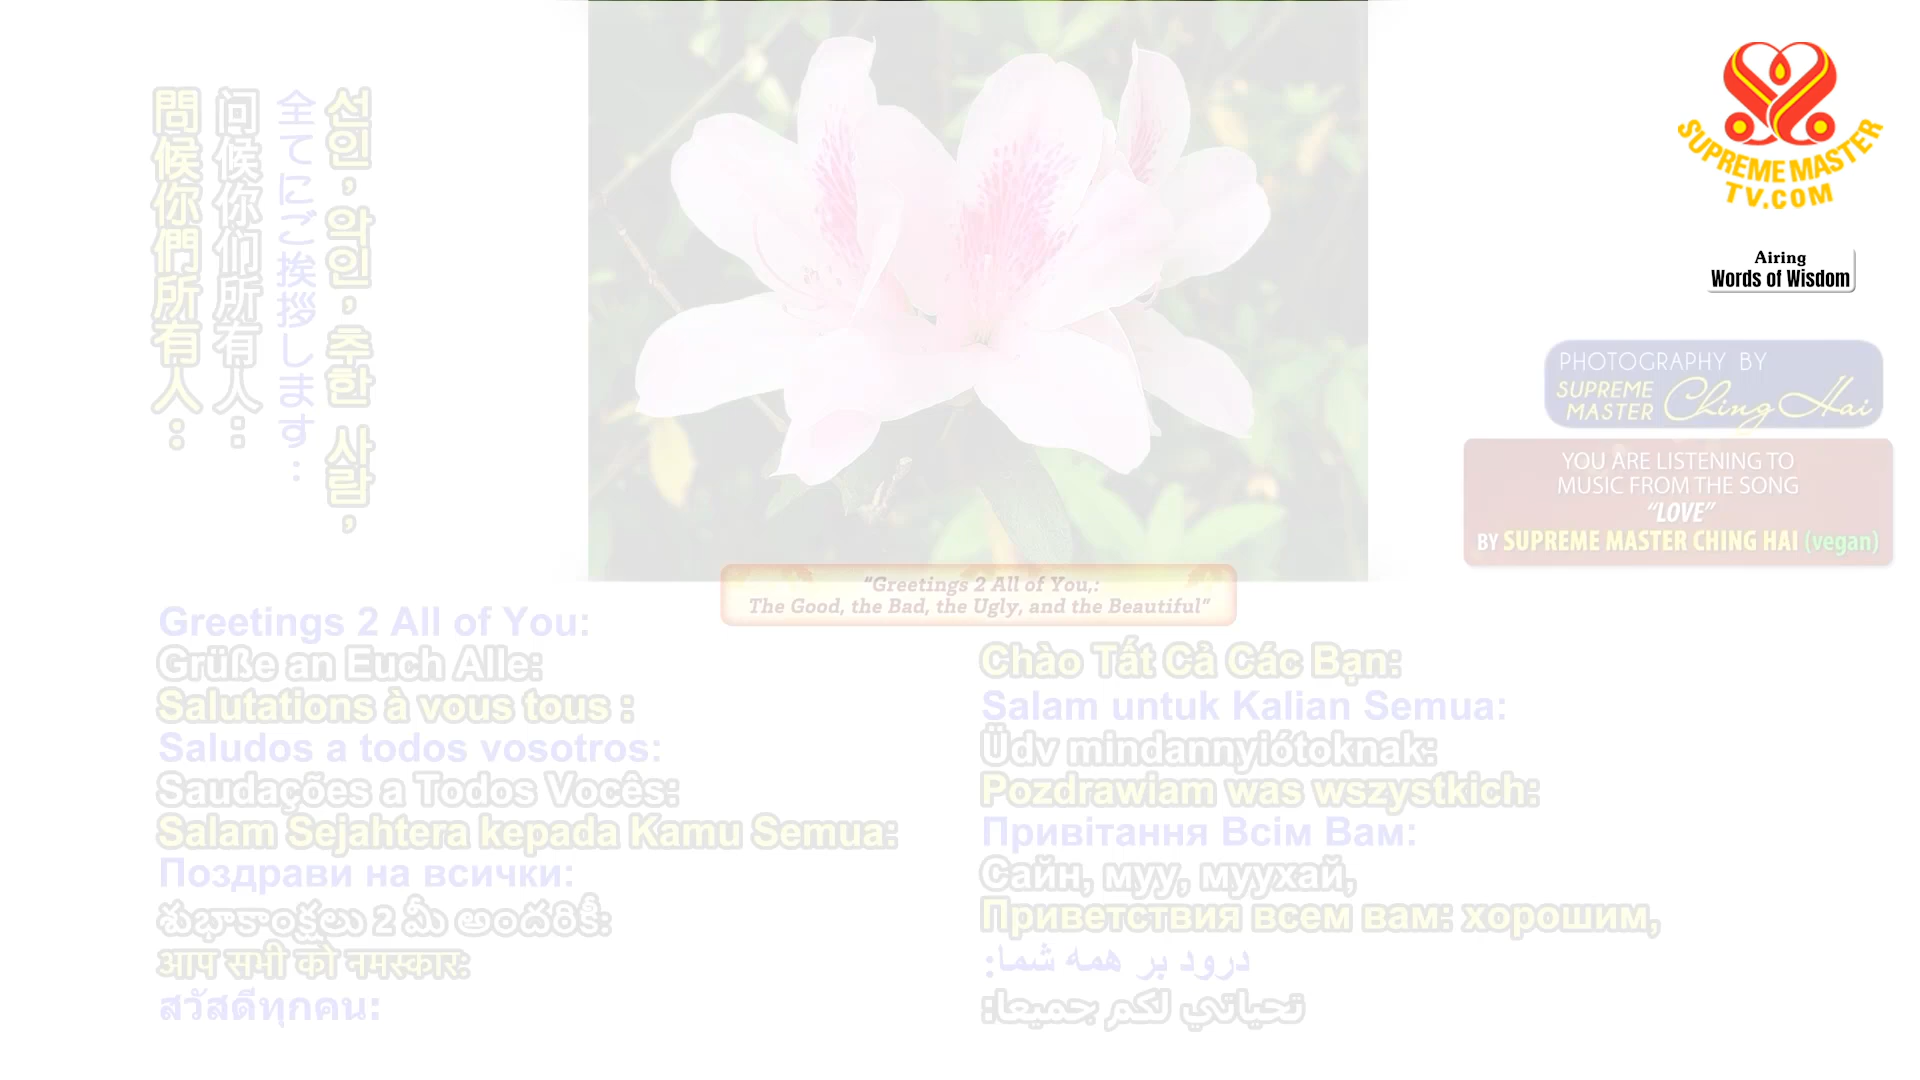 問候你們所有人：
问候你们所有人：
全てにご挨拶します：
선인, 악인, 추한 사람,
SUPREME MASTER
TV.COM
Airing
Words of Wisdom
PHOTOGRAPHY BY
SUPREME
MASTER Ching Hai
YOU ARE LISTENING TO
MUSIC FROM THE SONG
“LOVE”
BY SUPREME MASTER CHING HAI (vegan)
“Greetings 2 All of You,:
The Good, the Bad, the Ugly, and the Beautiful”
Greetings 2 All of You:
Grüße an Euch Alle:
Salutations à vous tous :
Saludos a todos vosotros:
Saudações a Todos Vocês:
Salam Sejahtera kepada Kamu Semua:
Поздрави на всички:
శుభాకాంక్షలు 2 మీ అందరికీ:
आप सभी को नमस्कार:
สวัสดีทุกคน:
Chào Tất Cả Các Bạn:
Salam untuk Kalian Semua:
Üdv mindannyiótoknak:
Pozdrawiam was wszystkich:
Привітання Всім Вам:
Сайн, муу, муухай,
Приветствия всем вам: хорошим,
درود بر همه شما:
تحياتي لكم جميعا: